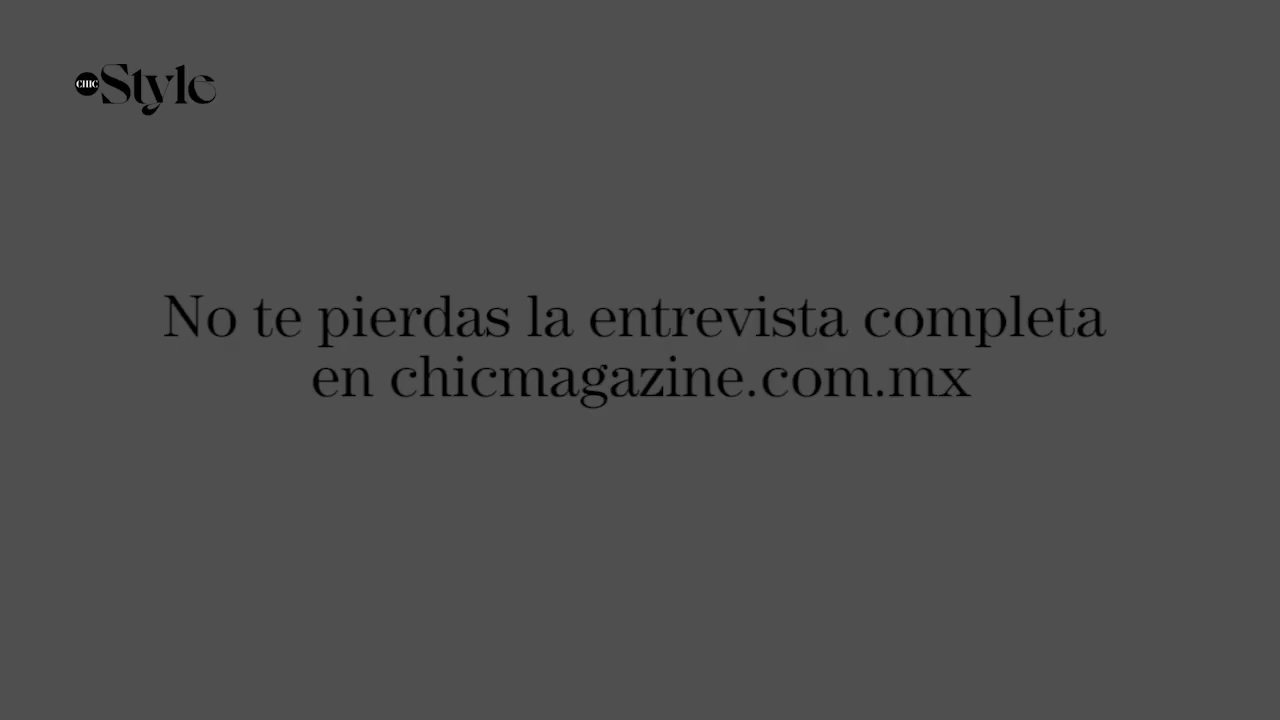 CHIC Style
No te pierdas la entrevista completa
en chicmagazine.com.mx